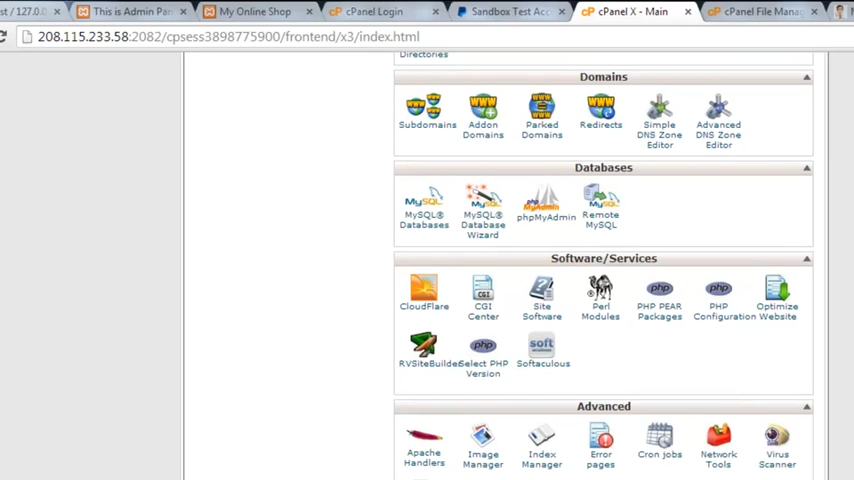 st / 127.0.0
This is Admin Pan
My Online Shop
cPanel Login
Sandbox Test Acc
cPanel X - Main
cPanel File Manag
208.115.233.58:2082/cpsess3898775900/frontend/x3/index.html
Directories
Domains
Subdomains
Addon
Domains
Parked
Domains
Redirects
Simple
DNS Zone
Editor
Advanced
DNS Zone
Editor
Databases
MySQL®
Databases
MySQL®
Database
Wizard
phpMyAdmin
Remote
MySQL
Software/Services
CloudFlare
CGI
Center
Site
Software
Perl
Modules
PHP PEAR
Packages
PHP
Configuration
Optimize
Website
RVSiteBuilder
Select PHP
Version
Softaculous
Advanced
Apache
Handlers
Image
Manager
Index
Manager
Error
pages
Cron jobs
Network
Tools
Virus
Scanner